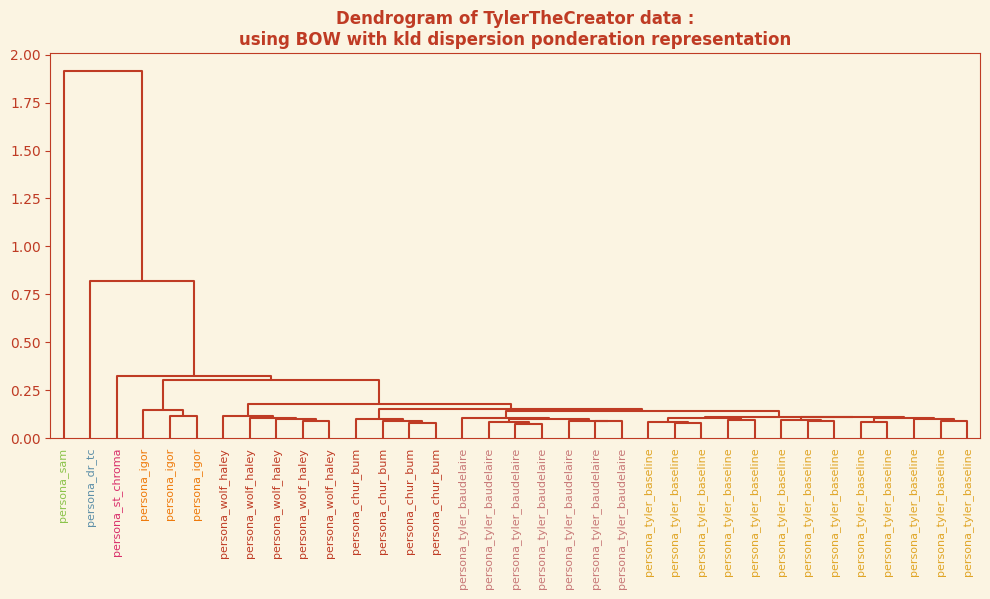 Dendrogram of TylerTheCreator data :
using BOW with kld dispersion ponderation representation
2.00
1.75
1.50
1.25
1.00
0.75
0.50
0.25
0.00
persona_sam
persona_dr_tc
persona_st_chroma
persona_igor
persona_igor
persona_igor
persona_wolf_haley
persona_wolf_haley
persona_wolf_haley
persona_wolf_haley
persona_wolf_haley
persona_chur_bum
persona_chur_bum
persona_chur_bum
persona_chur_bum
persona_tyler_baudelaire
persona_tyler_baudelaire
persona_tyler_baudelaire
persona_tyler_baudelaire
persona_tyler_baudelaire
persona_tyler_baudelaire
persona_tyler_baudelaire
persona_tyler_baseline
persona_tyler_baseline
persona_tyler_baseline
persona_tyler_baseline
persona_tyler_baseline
persona_tyler_baseline
persona_tyler_baseline
persona_tyler_baseline
persona_tyler_baseline
persona_tyler_baseline
persona_tyler_baseline
persona_tyler_baseline
persona_tyler_baseline